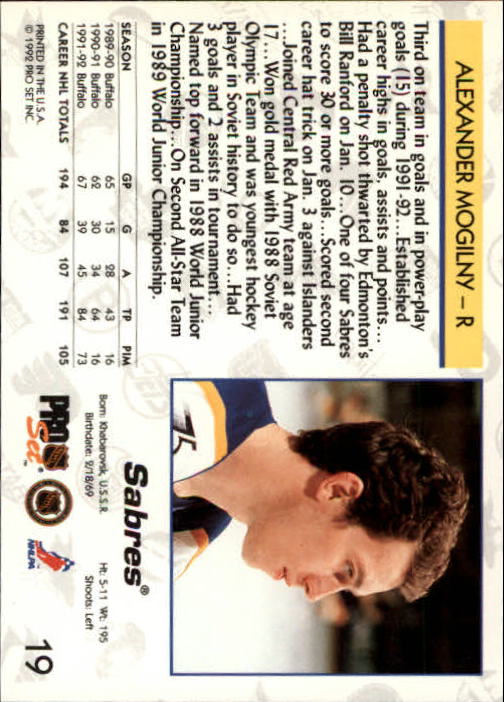 ALEXANDER MOGILNY – R
Third on team in goals and in power-play
goals (15) during 1991-92...Established
career highs in goals, assists and points...
Had a penalty shot thwarted by Edmonton's
Bill Ranford on Jan. 10...One of four Sabres
to score 30 or more goals...Scored second
career hat trick on Jan. 3 against Islanders
...Joined Central Red Army team at age
17...Won gold medal with 1988 Soviet
Olympic Team and was youngest hockey
player in Soviet history to do so...Had
3 goals and 2 assists in tournament...
Named top forward in 1988 World Junior
Championship...On Second All-Star Team
in 1989 World Junior Championship.
SEASON GP G A TP PIM
1989-90 Buffalo 65 15 28 43 16
1990-91 Buffalo 62 30 34 64 16
1991-92 Buffalo 67 39 45 84 73
CAREER NHL TOTALS 194 84 107 191 105
PRINTED IN THE U.S.A.
© 1992 PRO SET INC.
75
Sabres®
Born: Khabarovsk, U.S.S.R. Ht: 5-11 Wt: 195
Birthdate: 2/18/69 Shoots: Left
PRO Set™
NHLPA
19